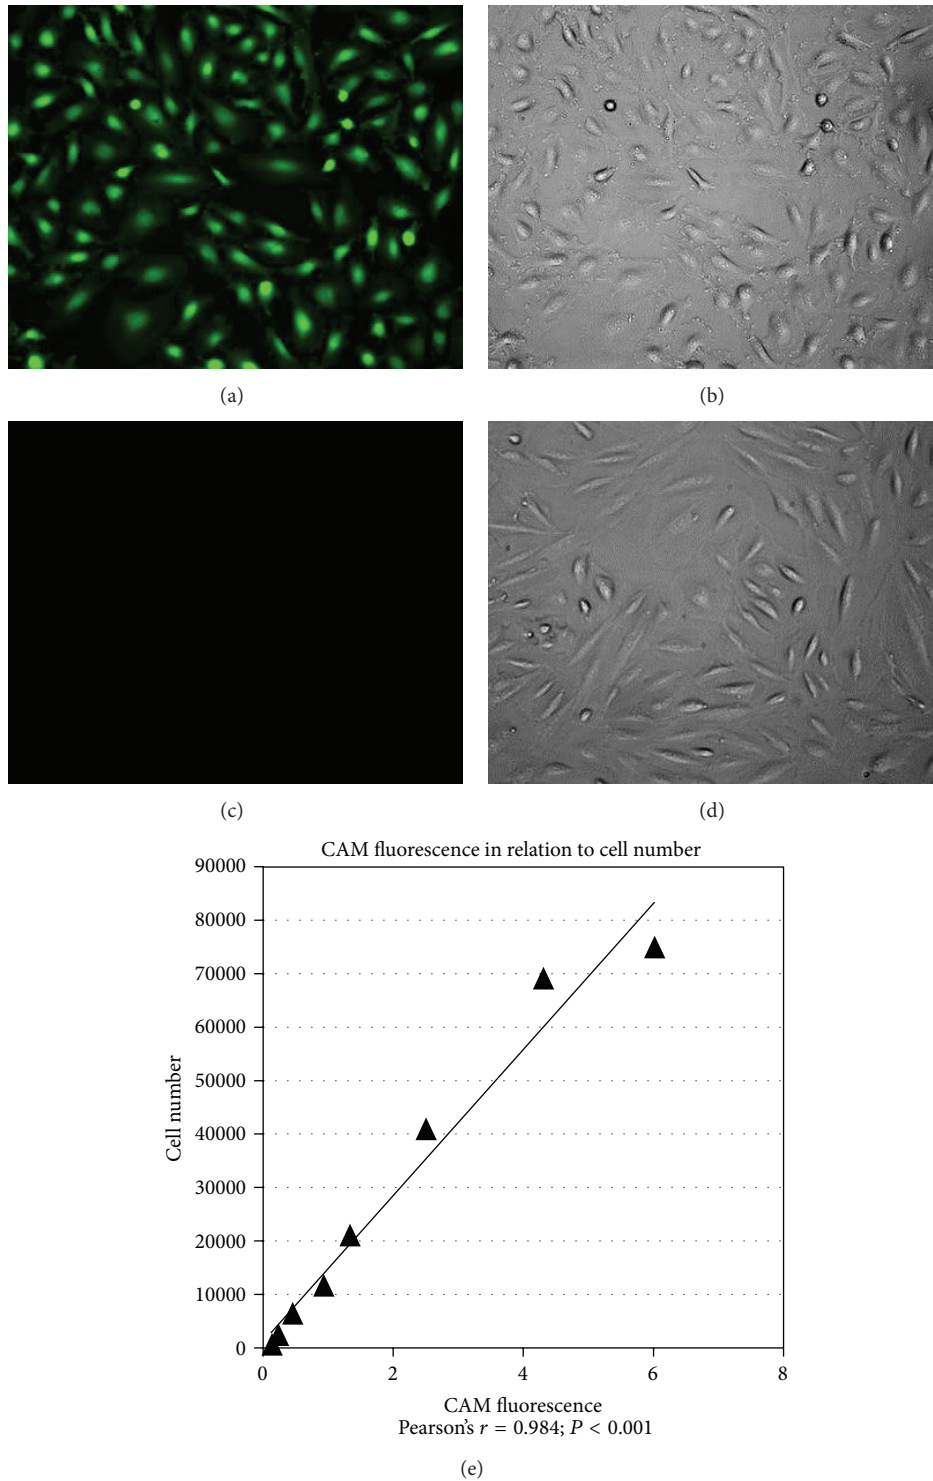 (a)
(b)
(c)
(d)
CAM fluorescence in relation to cell number
90000
80000
70000
60000
50000
40000
30000
20000
10000
0
Cell number
0 2 4 6 8
CAM fluorescence
Pearson's r = 0.984; P < 0.001
(e)